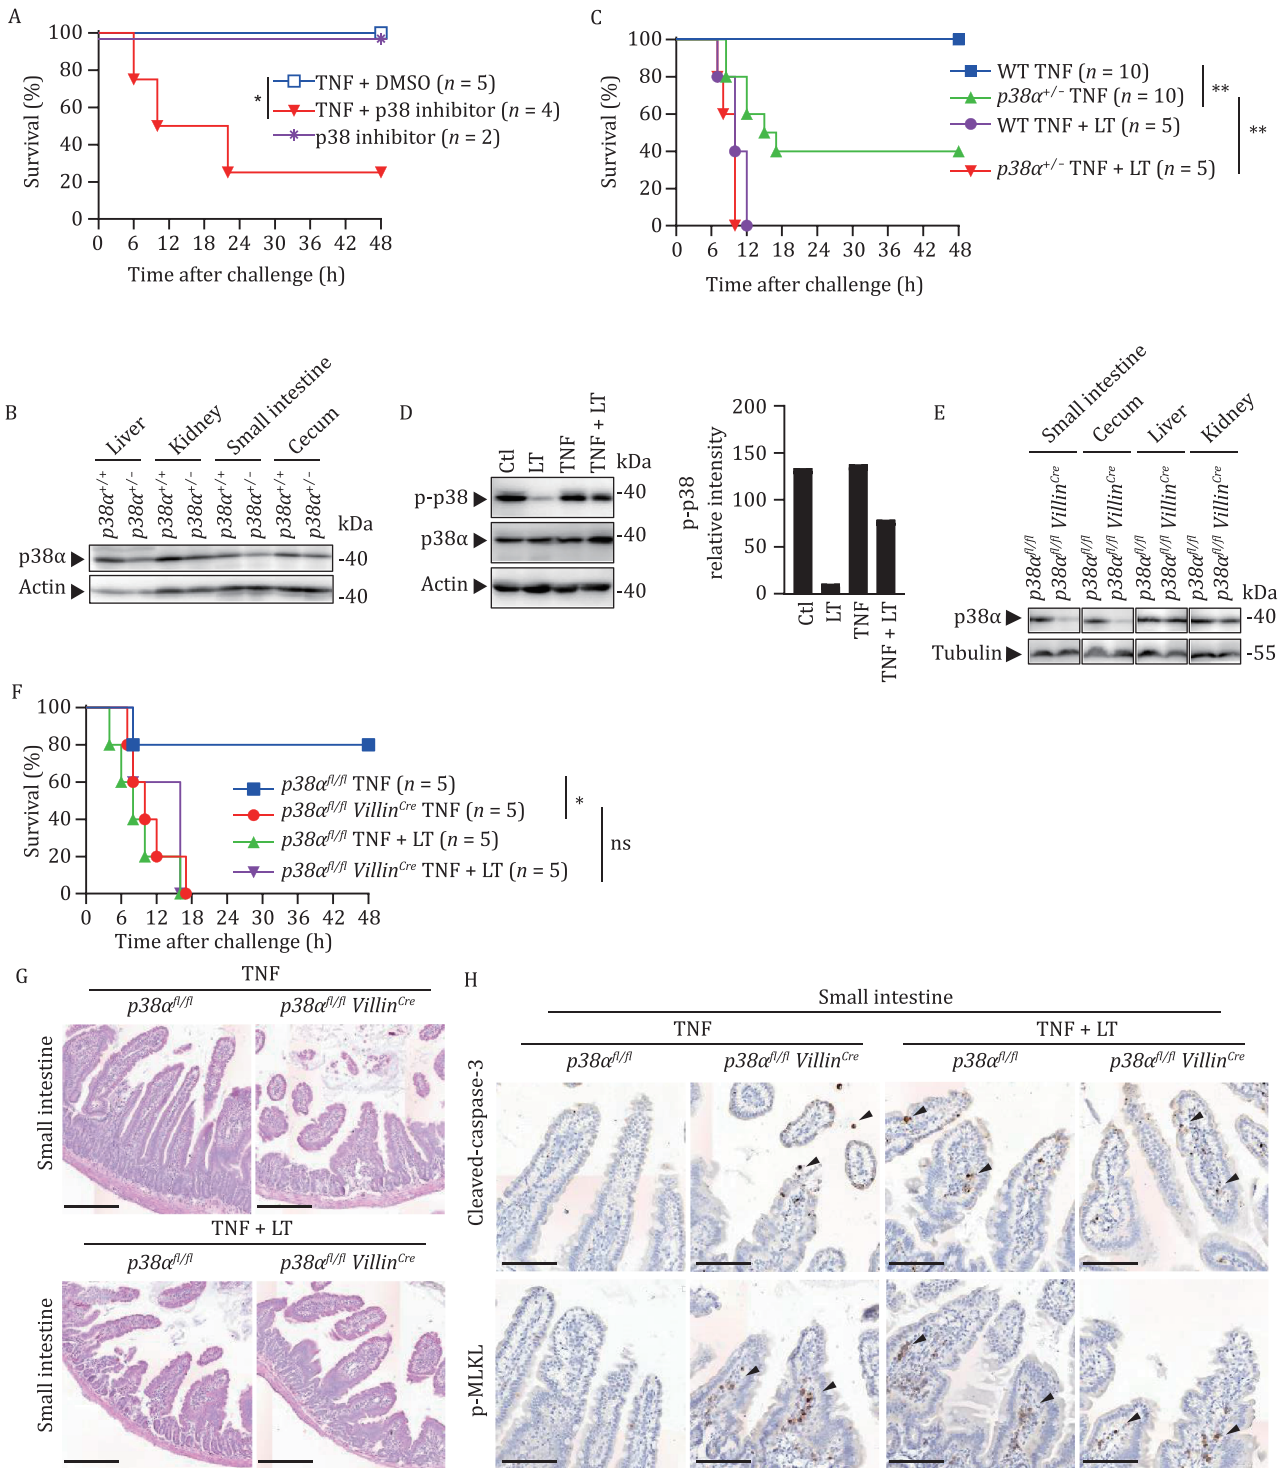 A
100
80
60
40
20
0
Survival (%)
0 6 12 18 24 30 36 42 48
Time after challenge (h)
TNF + DMSO (n = 5)
TNF + p38 inhibitor (n = 4)
p38 inhibitor (n = 2)
*
C
100
80
60
40
20
0
Survival (%)
0 6 12 18 24 30 36 42 48
Time after challenge (h)
WT TNF (n = 10)
p38α+/− TNF (n = 10)
WT TNF + LT (n = 5)
p38α+/− TNF + LT (n = 5)
**
**
B
Liver Kidney Small intestine Cecum
p38α+/+ p38α+/− p38α+/+ p38α+/− p38α+/+ p38α+/− p38α+/+ p38α+/−
kDa
p38α -40
Actin -40
D
Ctl LT TNF TNF + LT kDa
p-p38 -40
p38α -40
Actin -40
200
150
100
50
0
p-p38
relative intensity
Ctl LT TNF TNF + LT
E
Small intestine Cecum Liver Kidney
p38αfl/fl p38αfl/fl VillinCre p38αfl/fl p38αfl/fl VillinCre p38αfl/fl p38αfl/fl VillinCre p38αfl/fl p38αfl/fl VillinCre
kDa
p38α -40
Tubulin -55
F
100
80
60
40
20
0
Survival (%)
0 6 12 18 24 30 36 42 48
Time after challenge (h)
p38αfl/fl TNF (n = 5)
p38αfl/fl VillinCre TNF (n = 5)
p38αfl/fl TNF + LT (n = 5)
p38αfl/fl VillinCre TNF + LT (n = 5)
*
ns
G
TNF
p38αfl/fl p38αfl/fl VillinCre
Small intestine
TNF + LT
p38αfl/fl p38αfl/fl VillinCre
Small intestine
H
Small intestine
TNF TNF + LT
p38αfl/fl p38αfl/fl VillinCre p38αfl/fl p38αfl/fl VillinCre
Cleaved-caspase-3
p-MLKL